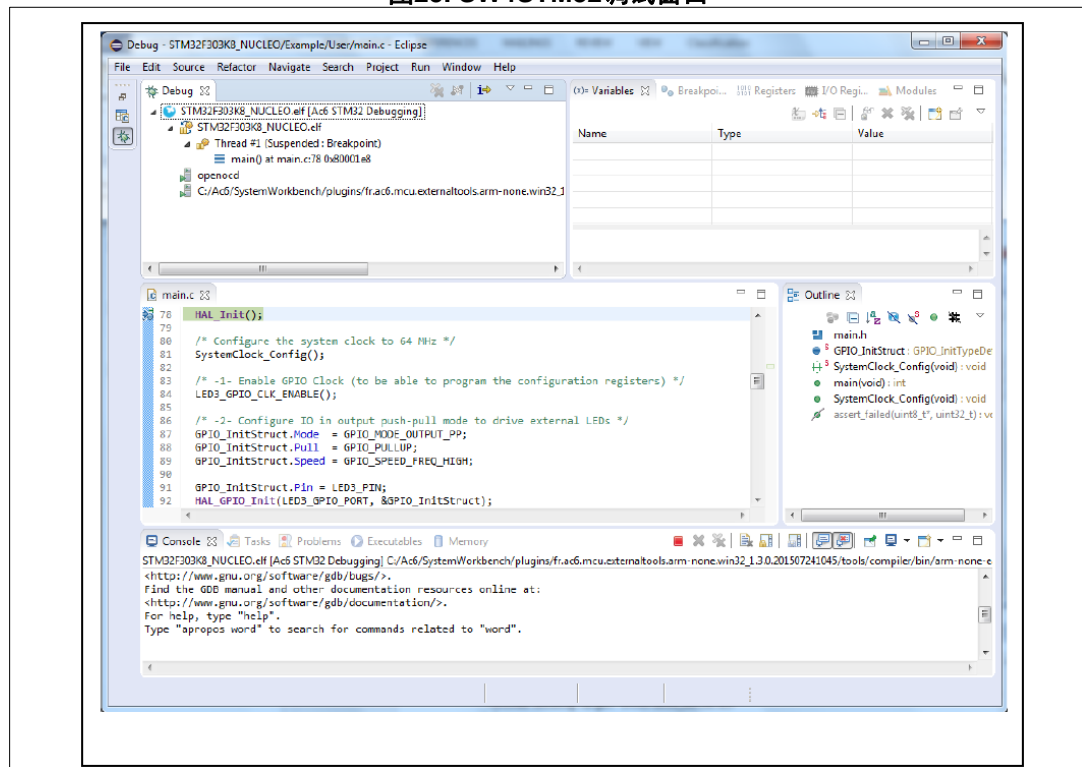 Debug - STM32F303K8_NUCLEO/Example/User/main.c - Eclipse
File Edit Source Refactor Navigate Search Project Run Window Help
Debug
STM32F303K8_NUCLEO.elf [Ac6 STM32 Debugging]
STM32F303K8_NUCLEO.elf
Thread #1 (Suspended : Breakpoint)
main() at main.c:78 0x80001e8
openocd
C:/Ac6/SystemWorkbench/plugins/fr.ac6.mcu.externaltools.arm-none.win32_1
(x)= Variables Breakpoi... Registers I/O Regi... Modules
Name Type Value
main.c
78 HAL_Init();
79
80 /* Configure the system clock to 64 MHz */
81 SystemClock_Config();
82
83 /* -1- Enable GPIO Clock (to be able to program the configuration registers) */
84 LED3_GPIO_CLK_ENABLE();
85
86 /* -2- Configure IO in output push-pull mode to drive external LEDs */
87 GPIO_InitStruct.Mode = GPIO_MODE_OUTPUT_PP;
88 GPIO_InitStruct.Pull = GPIO_PULLUP;
89 GPIO_InitStruct.Speed = GPIO_SPEED_FREQ_HIGH;
90
91 GPIO_InitStruct.Pin = LED3_PIN;
92 HAL_GPIO_Init(LED3_GPIO_PORT, &GPIO_InitStruct);
Outline
main.h
GPIO_InitStruct : GPIO_InitTypeDe
SystemClock_Config(void) : void
main(void) : int
SystemClock_Config(void) : void
assert_failed(uint8_t*, uint32_t) : v
Console Tasks Problems Executables Memory
STM32F303K8_NUCLEO.elf [Ac6 STM32 Debugging] C:/Ac6/SystemWorkbench/plugins/fr.ac6.mcu.externaltools.arm-none.win32_1.3.0.201507241045/tools/compiler/bin/arm-none-e
<http://www.gnu.org/software/gdb/bugs/>.
Find the GDB manual and other documentation resources online at:
<http://www.gnu.org/software/gdb/documentation/>.
For help, type "help".
Type "apropos word" to search for commands related to "word".